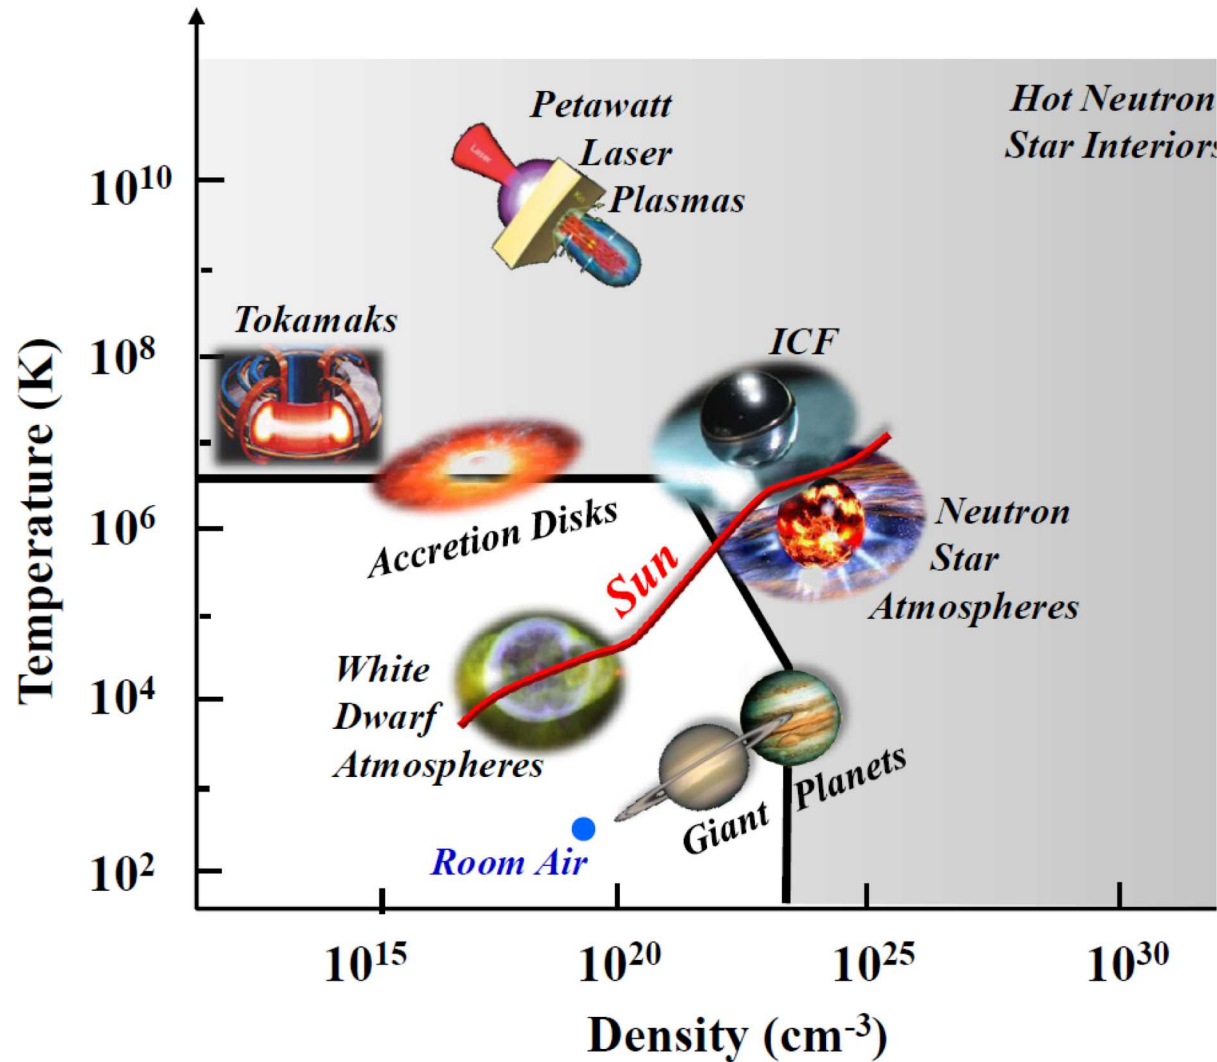 Petawatt
Laser
Plasmas
Hot Neutron
Star Interiors
10^10
Tokamaks
10^8
ICF
Accretion Disks
10^6
Neutron
Star
Atmospheres
Sun
White
Dwarf
Atmospheres
10^4
Giant Planets
Room Air
10^2
10^15
10^20
10^25
10^30
Temperature (K)
Density (cm^-3)
Laser